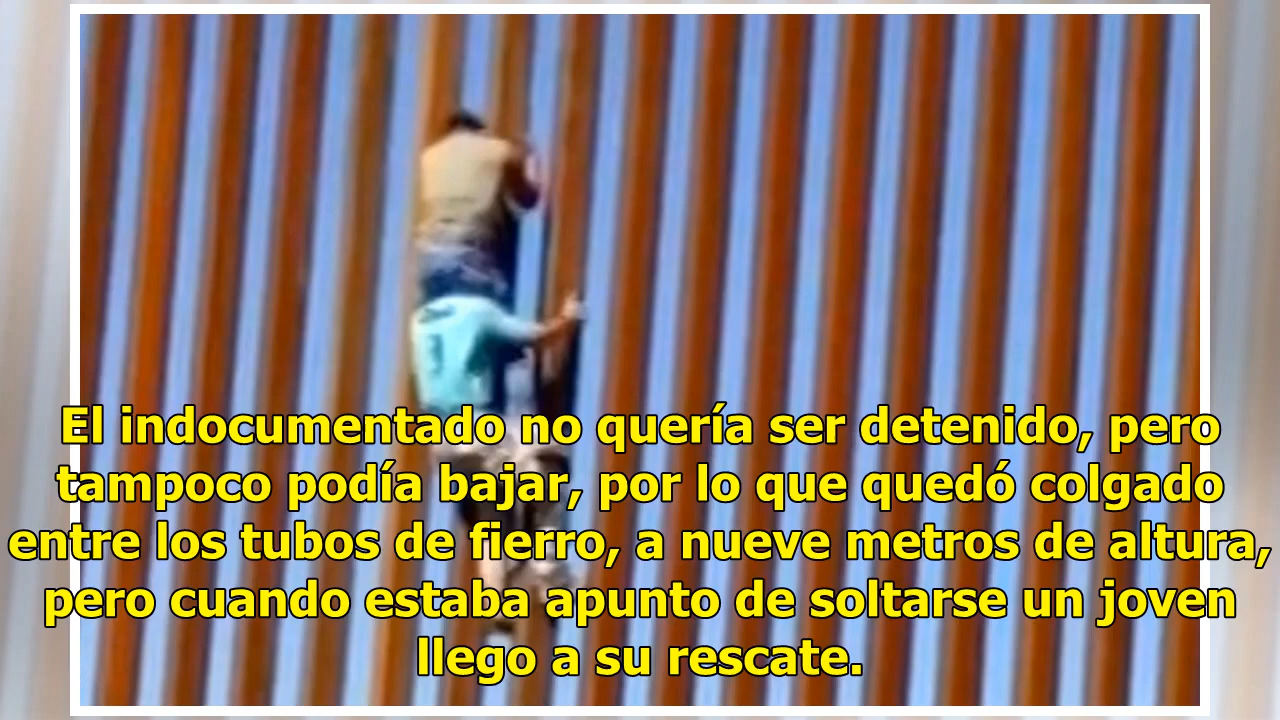 El indocumentado no quería ser detenido, pero
tampoco podía bajar, por lo que quedó colgado
entre los tubos de fierro, a nueve metros de altura,
pero cuando estaba apunto de soltarse un joven
llego a su rescate.
3